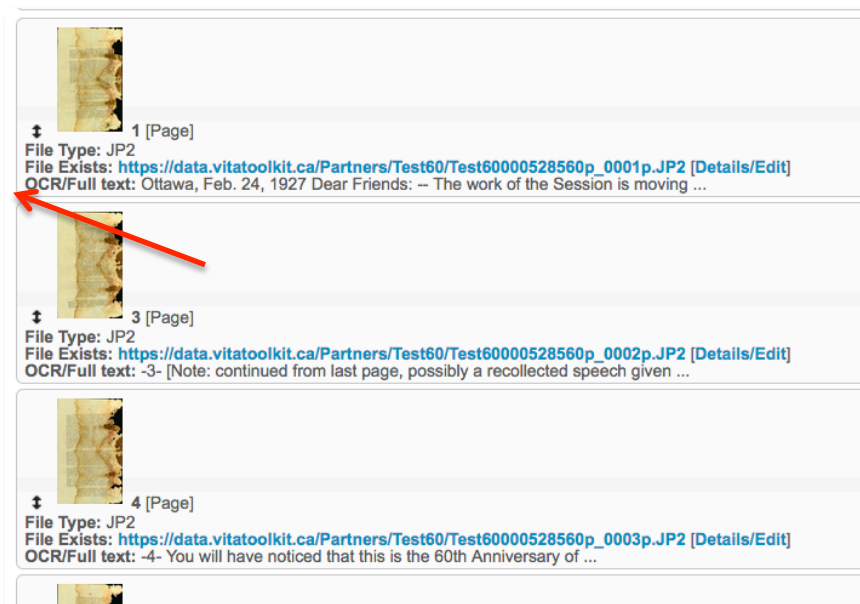 1 [Page]
File Type: JP2
File Exists: https://data.vitatoolkit.ca/Partners/Test60/Test60000528560p_0001p.JP2 [Details/Edit]
OCR/Full text: Ottawa, Feb. 24, 1927 Dear Friends: -- The work of the Session is moving ...
3 [Page]
File Type: JP2
File Exists: https://data.vitatoolkit.ca/Partners/Test60/Test60000528560p_0002p.JP2 [Details/Edit]
OCR/Full text: -3- [Note: continued from last page, possibly a recollected speech given ...
4 [Page]
File Type: JP2
File Exists: https://data.vitatoolkit.ca/Partners/Test60/Test60000528560p_0003p.JP2 [Details/Edit]
OCR/Full text: -4- You will have noticed that this is the 60th Anniversary of ...